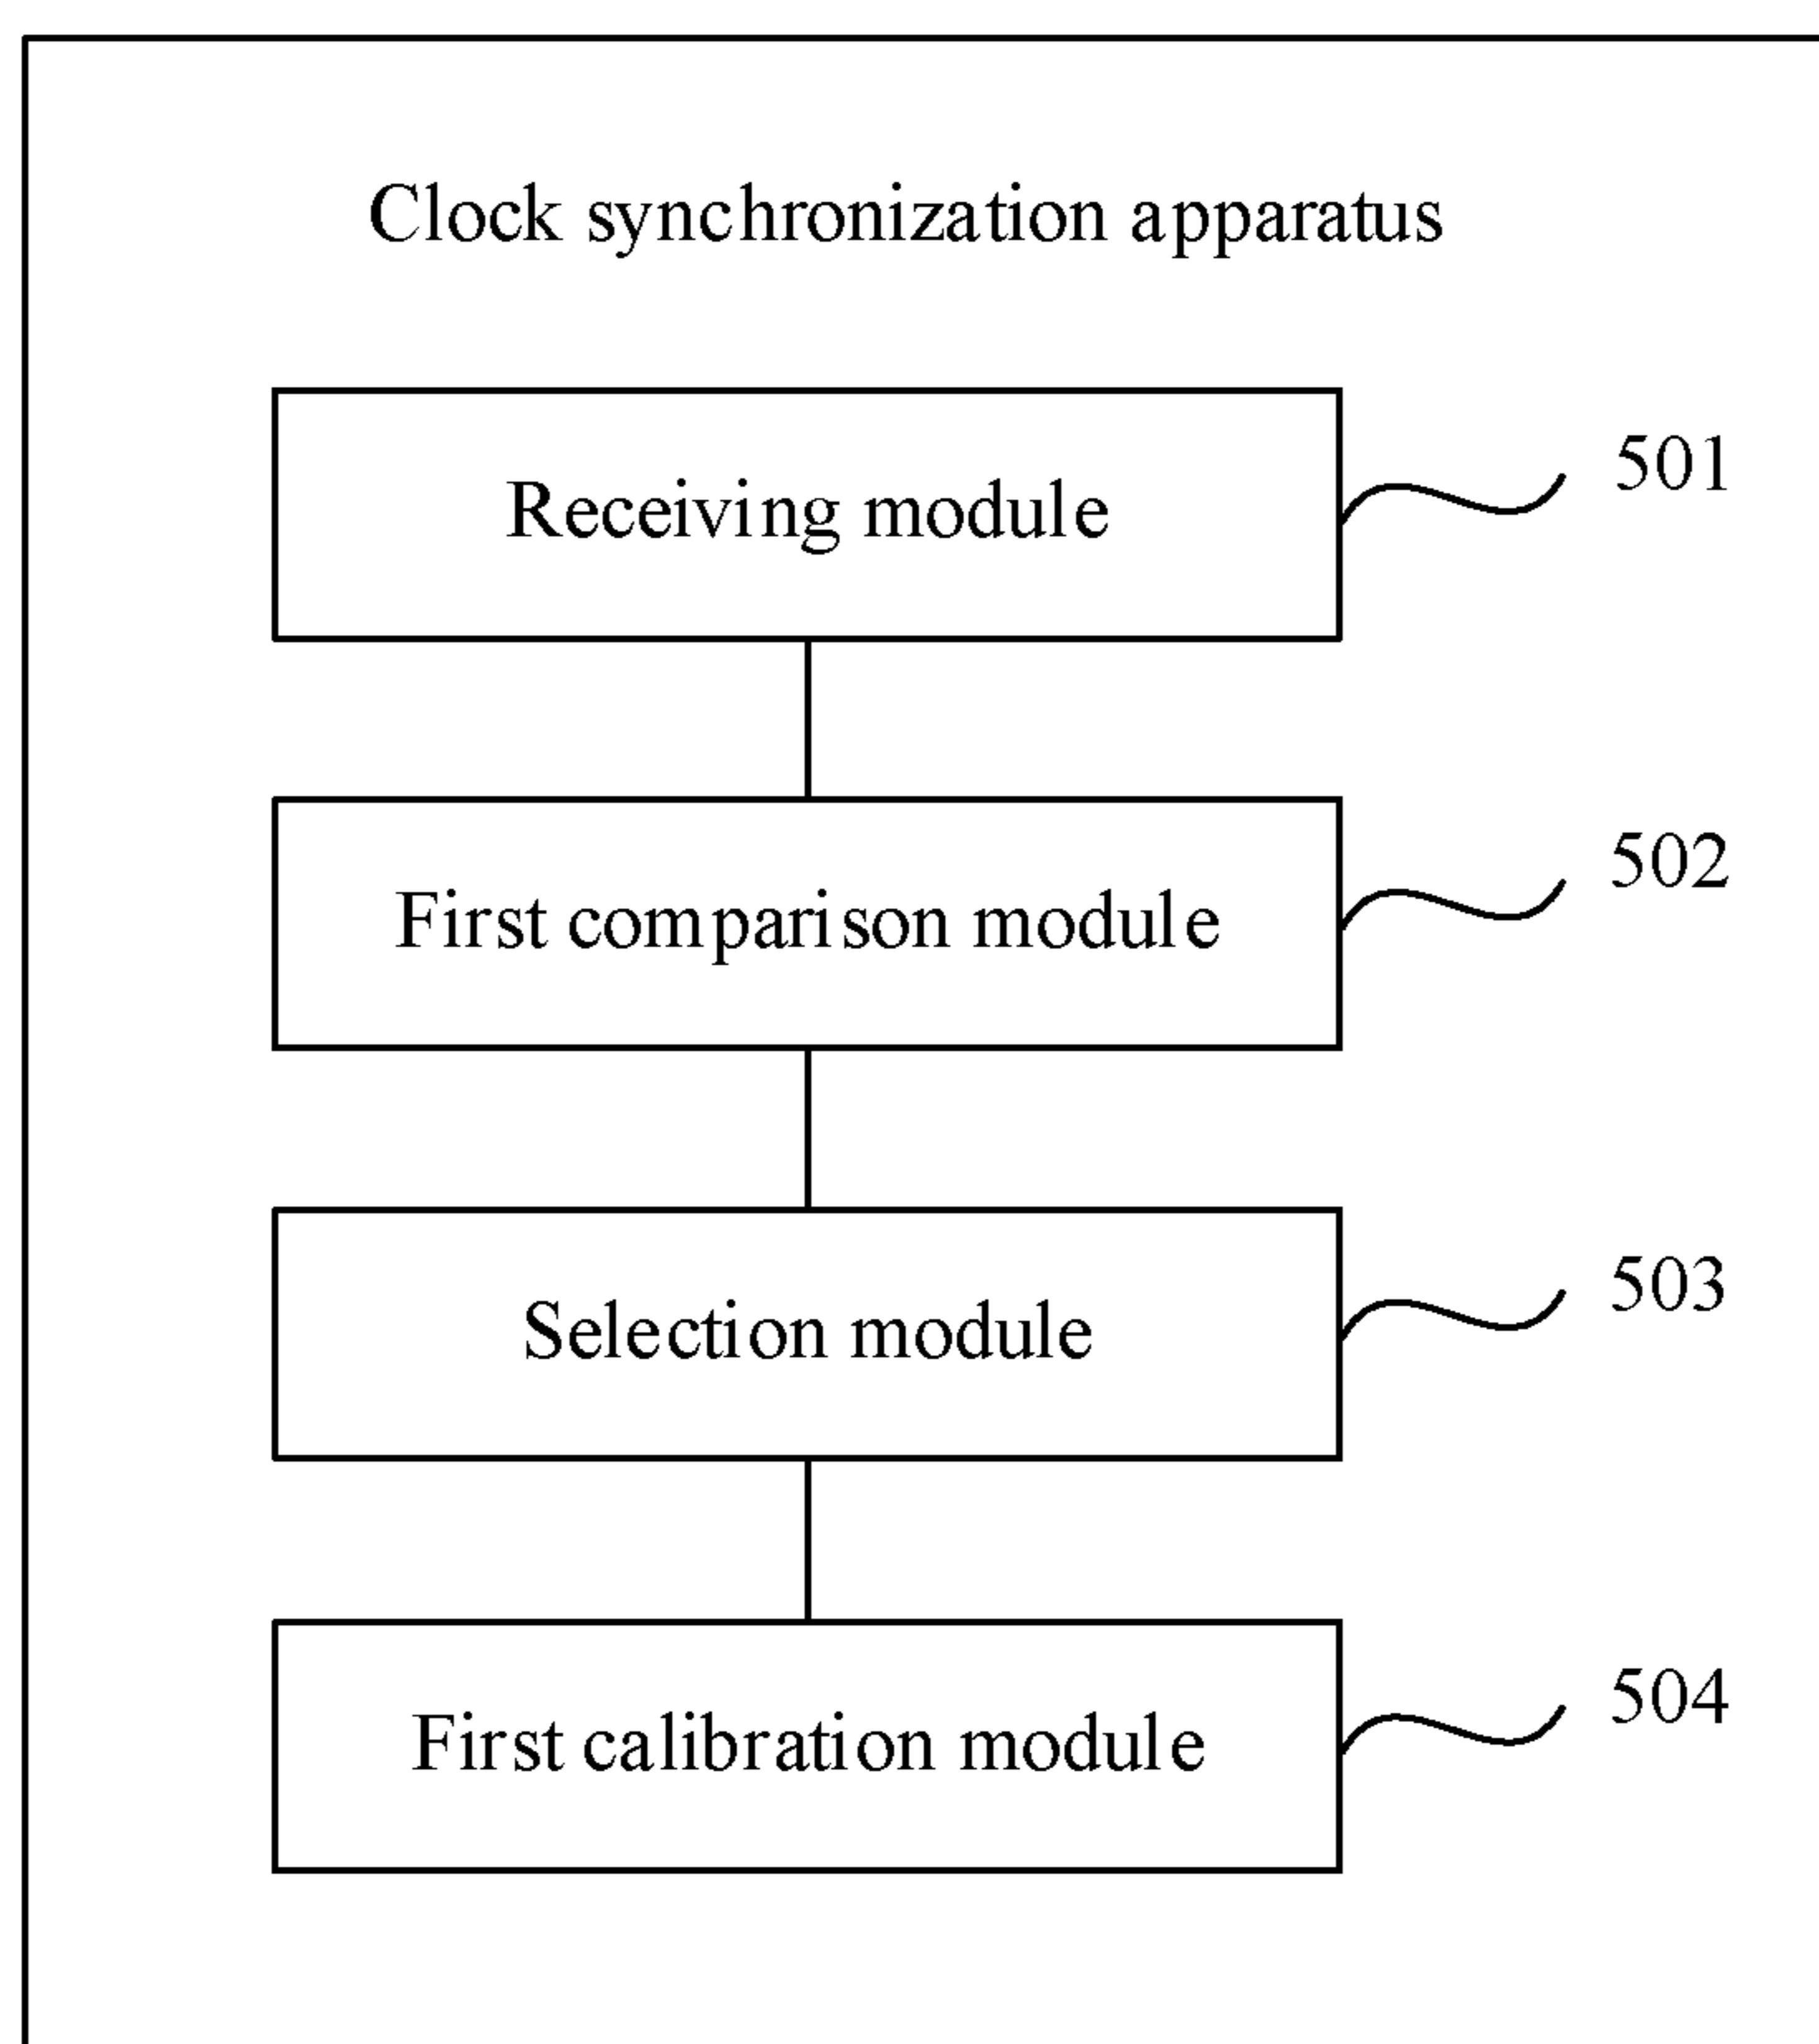 Clock synchronization apparatus
Receiving module
501
First comparison module
502
Selection module
503
First calibration module
504